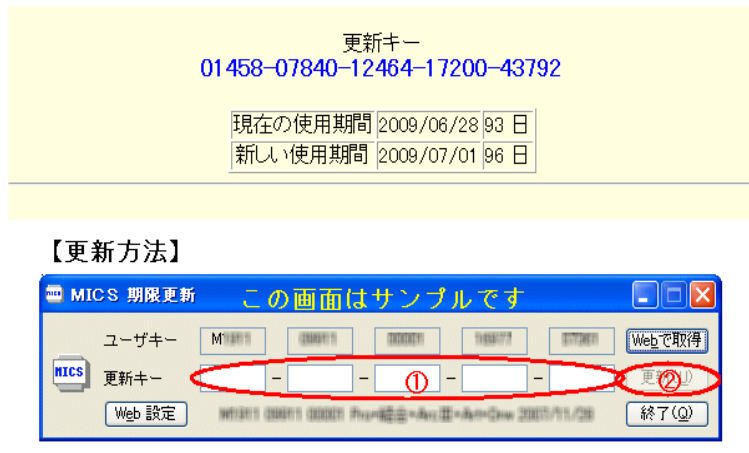 更新キー
01458-07840-12464-17200-43792
現在の使用期間 2009/06/28 93 日
新しい使用期間 2009/07/01 96 日
【更新方法】
MICS 期限更新 この画面はサンプルです
ユーザキー M Webで取得
MICS 更新キー - - ① - - ②
Web 設定 終了(Q)